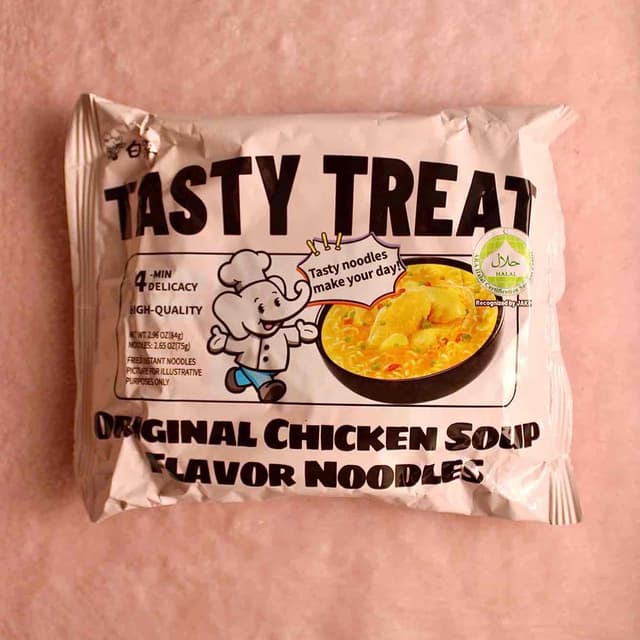 白
TASTY TREAT
4-MIN
DELICACY
HIGH-QUALITY
NET WT: 2.96 OZ(84g)
NOODLES: 2.65 OZ(75g)
FRIED INSTANT NOODLES
PICTURE FOR ILLUSTRATIVE
PURPOSES ONLY
Tasty noodles
make your day!
حلال
HALAL
Recognized by JAKIM
ORIGINAL CHICKEN SOUP
FLAVOR NOODLES